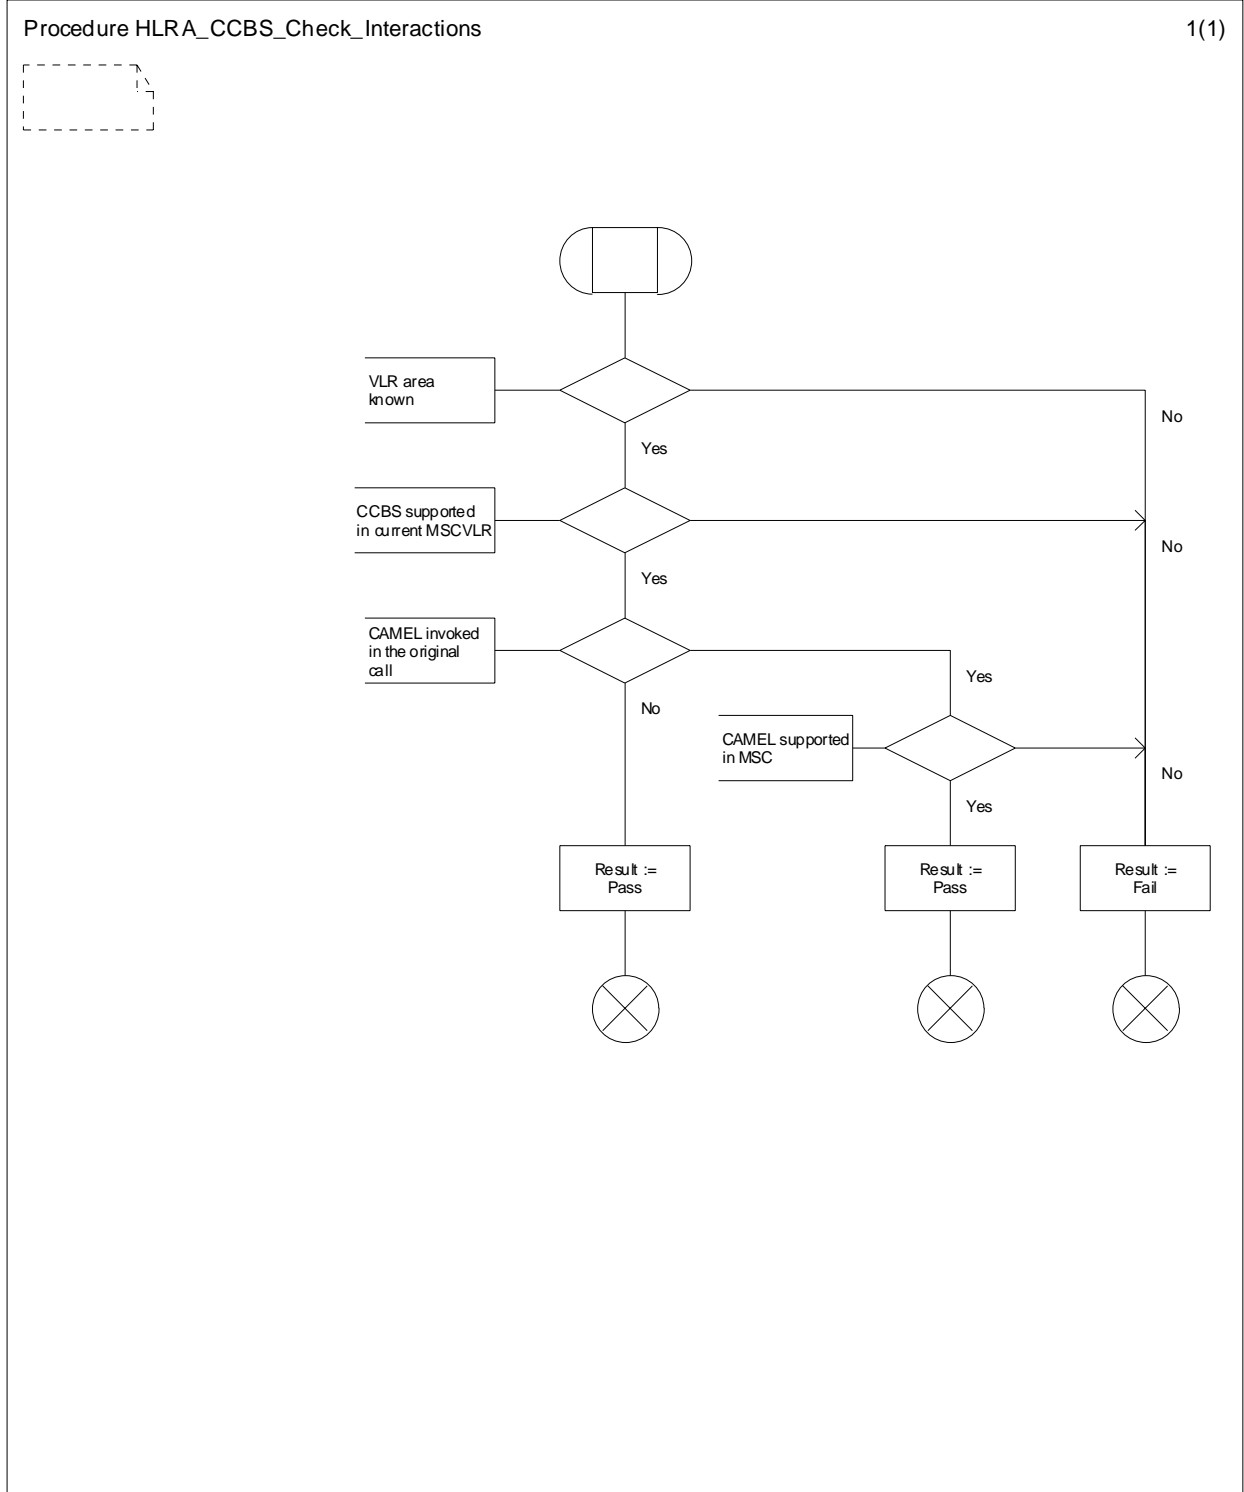 Procedure HLRA_CCBS_Check_Interactions
1(1)
VLR area
known
No
Yes
CCBS supported
in current MSCVLR
No
Yes
CAMEL invoked
in the original
call
Yes
No
CAMEL supported
in MSC
No
Yes
Result :=
Pass
Result :=
Pass
Result :=
Fail